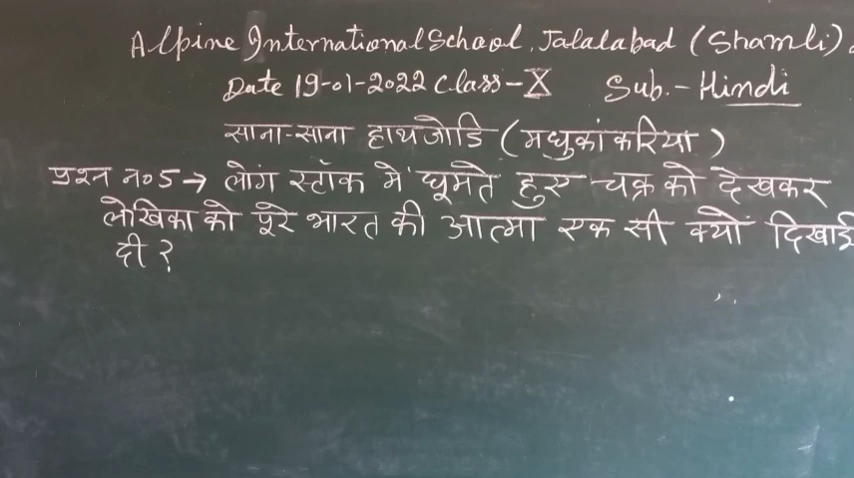 Alpine International School, Jalalabad (Shamli)
Date 19-01-2022 Class-X Sub.- Hindi
साना-साना हाथ जोडि (मधु कांकरिया)
प्रश्न न०5→ लोंग स्टॉक में घूमते हुए चक्र को देखकर
लेखिका को पूरे भारत की आत्मा एक सी क्यों दिखाई
दी ?